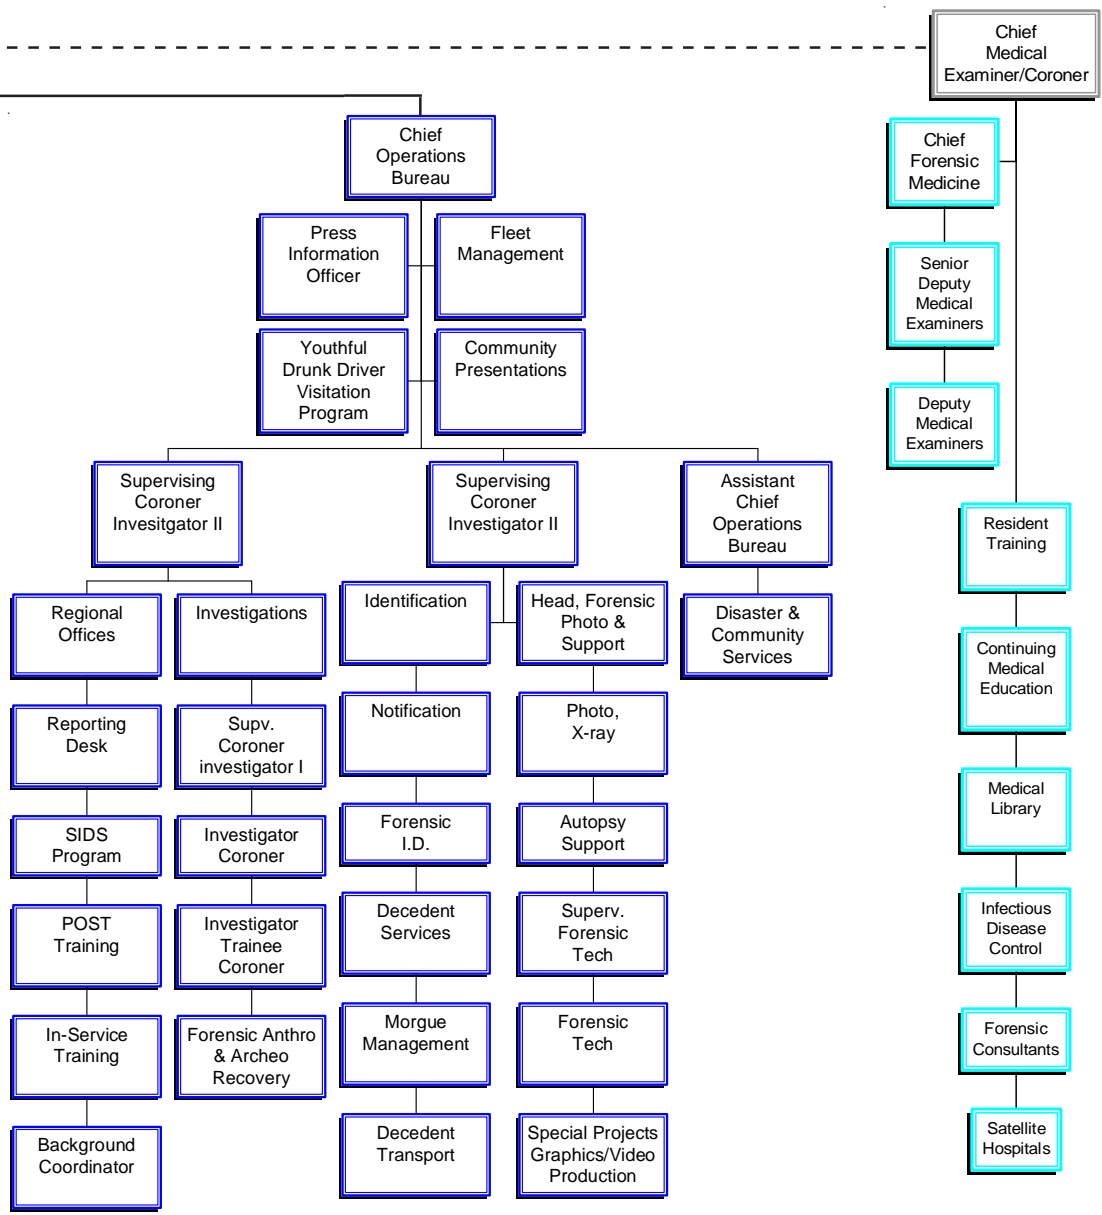 Chief
Medical
Examiner/Coroner
Chief
Operations
Bureau
Press
Information
Officer
Fleet
Management
Youthful
Drunk Driver
Visitation
Program
Community
Presentations
Supervising
Coroner
Invesitgator II
Supervising
Coroner
Investigator II
Assistant
Chief
Operations
Bureau
Regional
Offices
Reporting
Desk
SIDS
Program
POST
Training
In-Service
Training
Background
Coordinator
Investigations
Supv.
Coroner
investigator I
Investigator
Coroner
Investigator
Trainee
Coroner
Forensic Anthro
& Archeo
Recovery
Identification
Notification
Forensic
I.D.
Decedent
Services
Morgue
Management
Decedent
Transport
Head, Forensic
Photo &
Support
Photo,
X-ray
Autopsy
Support
Superv.
Forensic
Tech
Forensic
Tech
Special Projects
Graphics/Video
Production
Disaster &
Community
Services
Chief
Forensic
Medicine
Senior
Deputy
Medical
Examiners
Deputy
Medical
Examiners
Resident
Training
Continuing
Medical
Education
Medical
Library
Infectious
Disease
Control
Forensic
Consultants
Satellite
Hospitals